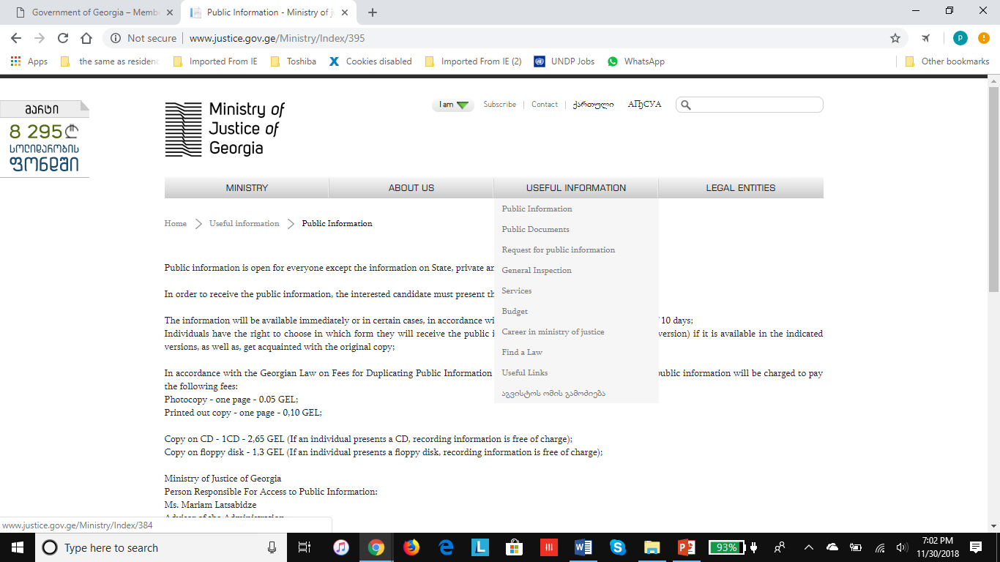 Government of Georgia – Memb
Public Information - Ministry of j
Not secure | www.justice.gov.ge/Ministry/Index/395
P
Apps the same as residenc Imported From IE Toshiba Cookies disabled Imported From IE (2) UNDP Jobs WhatsApp Other bookmarks
მარტი
8 295
სოლიდარობის
ფონდში
Ministry of
Justice of
Georgia
I am Subscribe | Contact | ქართული АҦСУА
MINISTRY ABOUT US USEFUL INFORMATION LEGAL ENTITIES
Public Information
Public Documents
Request for public information
General Inspection
Services
Budget
Career in ministry of justice
Find a Law
Useful Links
აგვისტოს ომის გამოძიება
Home > Useful information > Public Information
Public information is open for everyone except the information on State, private an
In order to receive the public information, the interested candidate must present th
The information will be available immediately or in certain cases, in accordance wi 10 days;
Individuals have the right to choose in which form they will receive the public i version) if it is available in the indicated
versions, as well as, get acquainted with the original copy;
In accordance with the Georgian Law on Fees for Duplicating Public Information public information will be charged to pay
the following fees:
Photocopy - one page - 0.05 GEL;
Printed out copy - one page - 0,10 GEL;
Copy on CD - 1CD - 2,65 GEL (If an individual presents a CD, recording information is free of charge);
Copy on floppy disk - 1,3 GEL (If an individual presents a floppy disk, recording information is free of charge);
Ministry of Justice of Georgia
Person Responsible For Access to Public Information:
Ms. Mariam Latsabidze
Advisor of the Administration
www.justice.gov.ge/Ministry/Index/384
Type here to search
93%
7:02 PM
11/30/2018